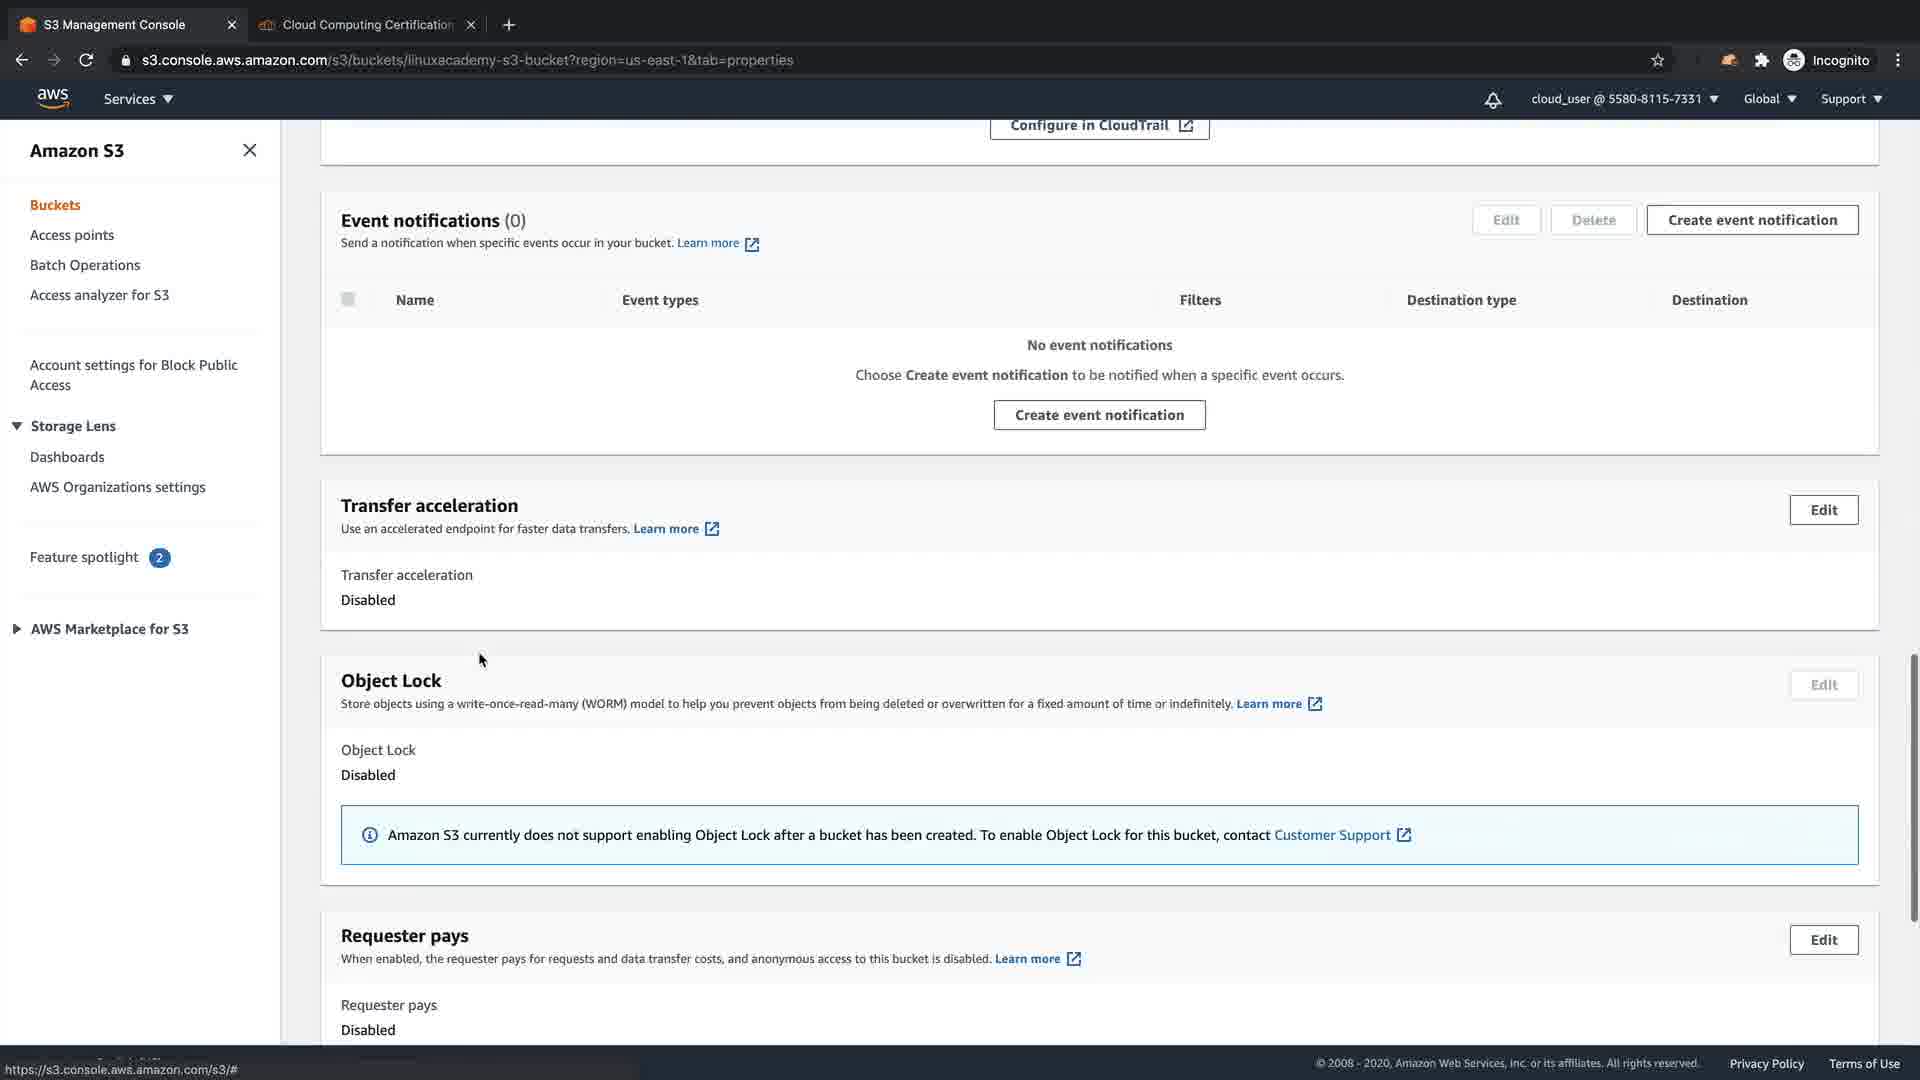 S3 Management Console
Cloud Computing Certification
s3.console.aws.amazon.com/s3/buckets/linuxacademy-s3-bucket?region=us-east-1&tab=properties
Incognito
aws
Services
cloud_user @ 5580-8115-7331
Global
Support
Amazon S3
Buckets
Access points
Batch Operations
Access analyzer for S3
Account settings for Block Public
Access
Storage Lens
Dashboards
AWS Organizations settings
Feature spotlight 2
AWS Marketplace for S3
Configure in CloudTrail
Event notifications (0)
Send a notification when specific events occur in your bucket. Learn more
Edit
Delete
Create event notification
Name
Event types
Filters
Destination type
Destination
No event notifications
Choose Create event notification to be notified when a specific event occurs.
Create event notification
Transfer acceleration
Use an accelerated endpoint for faster data transfers. Learn more
Edit
Transfer acceleration
Disabled
Object Lock
Store objects using a write-once-read-many (WORM) model to help you prevent objects from being deleted or overwritten for a fixed amount of time or indefinitely. Learn more
Edit
Object Lock
Disabled
Amazon S3 currently does not support enabling Object Lock after a bucket has been created. To enable Object Lock for this bucket, contact Customer Support
Requester pays
When enabled, the requester pays for requests and data transfer costs, and anonymous access to this bucket is disabled. Learn more
Edit
Requester pays
Disabled
https://s3.console.aws.amazon.com/s3/#
© 2008 - 2020, Amazon Web Services, Inc. or its affiliates. All rights reserved.
Privacy Policy
Terms of Use